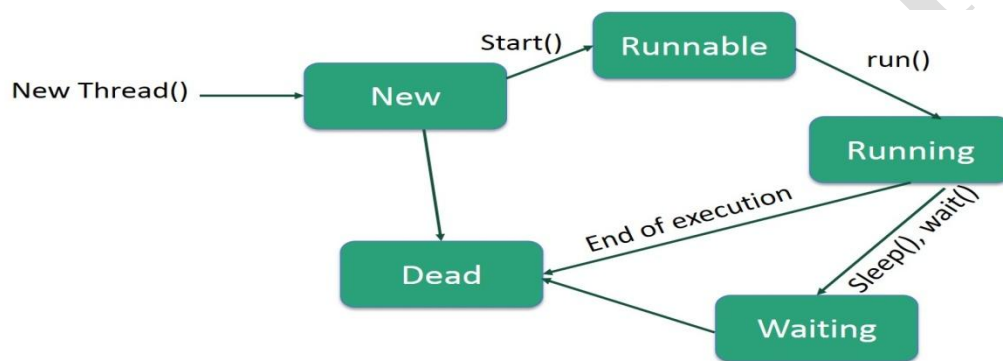 New Thread()
New
Start()
Runnable
run()
Running
End of execution
Sleep(), wait()
Dead
Waiting